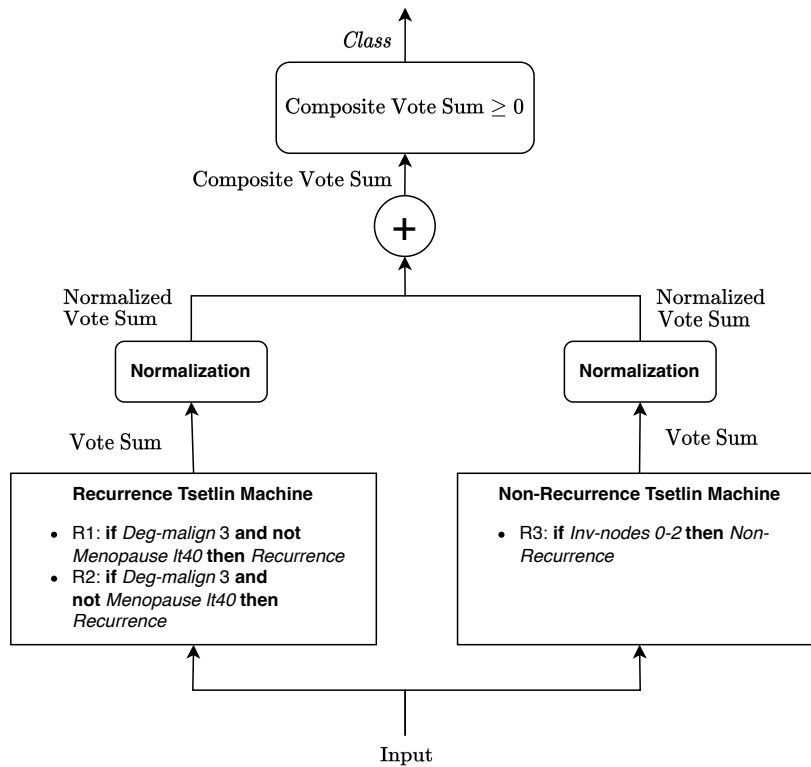 Class
Composite Vote Sum ≥ 0
Composite Vote Sum
+
Normalized
Vote Sum
Normalized
Vote Sum
Normalization
Normalization
Vote Sum
Vote Sum
Recurrence Tsetlin Machine
• R1: if Deg-malign 3 and not
Menopause lt40 then Recurrence
• R2: if Deg-malign 3 and
not Menopause lt40 then
Recurrence
Non-Recurrence Tsetlin Machine
• R3: if Inv-nodes 0-2 then Non-
Recurrence
Input